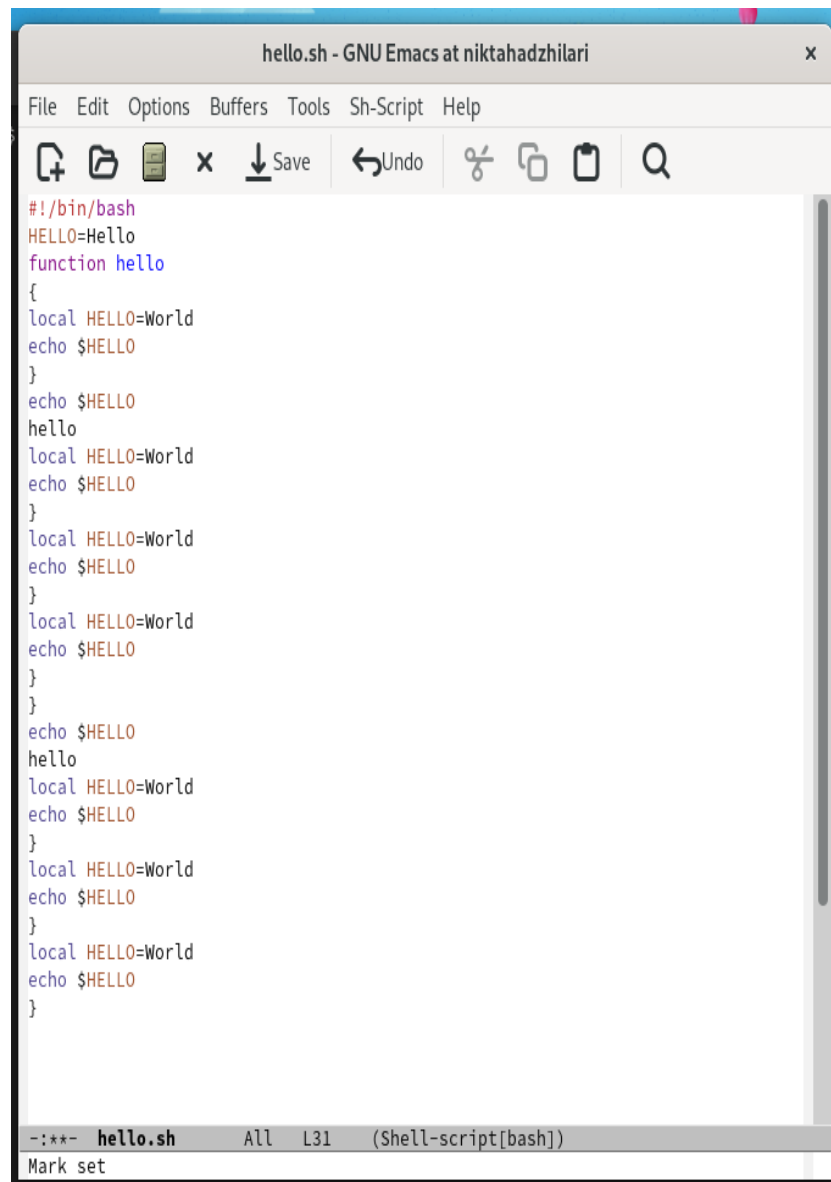 hello.sh - GNU Emacs at niktahadzhilari
File Edit Options Buffers Tools Sh-Script Help
Save Undo
#!/bin/bash
HELLO=Hello
function hello
{
local HELLO=World
echo $HELLO
}
echo $HELLO
hello
local HELLO=World
echo $HELLO
}
local HELLO=World
echo $HELLO
}
local HELLO=World
echo $HELLO
}
}
echo $HELLO
hello
local HELLO=World
echo $HELLO
}
local HELLO=World
echo $HELLO
}
local HELLO=World
echo $HELLO
}
-:**- hello.sh All L31 (Shell-script[bash])
Mark set